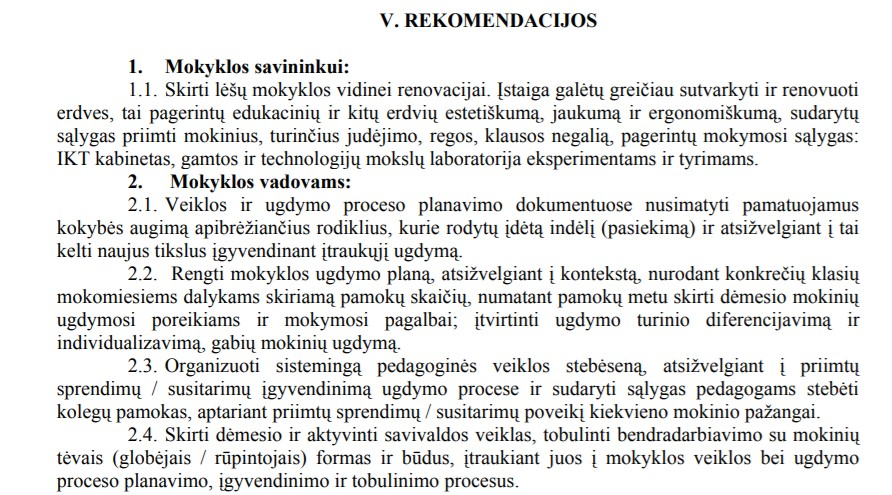 V. REKOMENDACIJOS
1. Mokyklos savininkui:
1.1. Skirti lėšų mokyklos vidinei renovacijai. Įstaiga galėtų greičiau sutvarkyti ir renovuoti
erdves, tai pagerintų edukacinių ir kitų erdvių estetiškumą, jaukumą ir ergonomiškumą, sudarytų
sąlygas priimti mokinius, turinčius judėjimo, regos, klausos negalią, pagerintų mokymosi sąlygas:
IKT kabinetas, gamtos ir technologijų mokslų laboratorija eksperimentams ir tyrimams.
2. Mokyklos vadovams:
2.1. Veiklos ir ugdymo proceso planavimo dokumentuose nusimatyti pamatuojamus
kokybės augimą apibrėžiančius rodiklius, kurie rodytų įdėtą indėlį (pasiekimą) ir atsižvelgiant į tai
kelti naujus tikslus įgyvendinant įtraukųjį ugdymą.
2.2. Rengti mokyklos ugdymo planą, atsižvelgiant į kontekstą, nurodant konkrečių klasių
mokomiesiems dalykams skiriamą pamokų skaičių, numatant pamokų metu skirti dėmesio mokinių
ugdymosi poreikiams ir mokymosi pagalbai; įtvirtinti ugdymo turinio diferencijavimą ir
individualizavimą, gabių mokinių ugdymą.
2.3. Organizuoti sistemingą pedagoginės veiklos stebėseną, atsižvelgiant į priimtų
sprendimų / susitarimų įgyvendinimą ugdymo procese ir sudaryti sąlygas pedagogams stebėti
kolegų pamokas, aptariant priimtų sprendimų / susitarimų poveikį kiekvieno mokinio pažangai.
2.4. Skirti dėmesio ir aktyvinti savivaldos veiklas, tobulinti bendradarbiavimo su mokinių
tėvais (globėjais / rūpintojais) formas ir būdus, įtraukiant juos į mokyklos veiklos bei ugdymo
proceso planavimo, įgyvendinimo ir tobulinimo procesus.